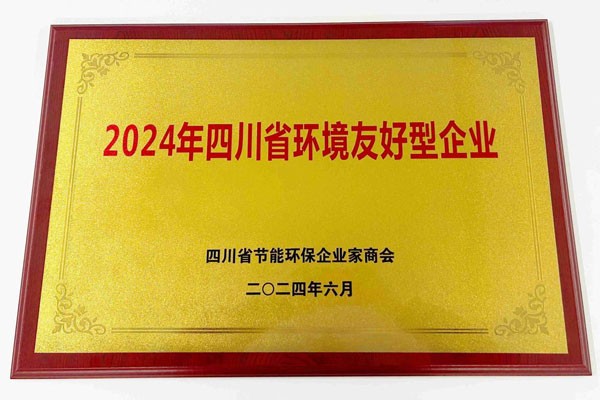 2024年四川省环境友好型企业
四川省节能环保企业家商会
二〇二四年六月